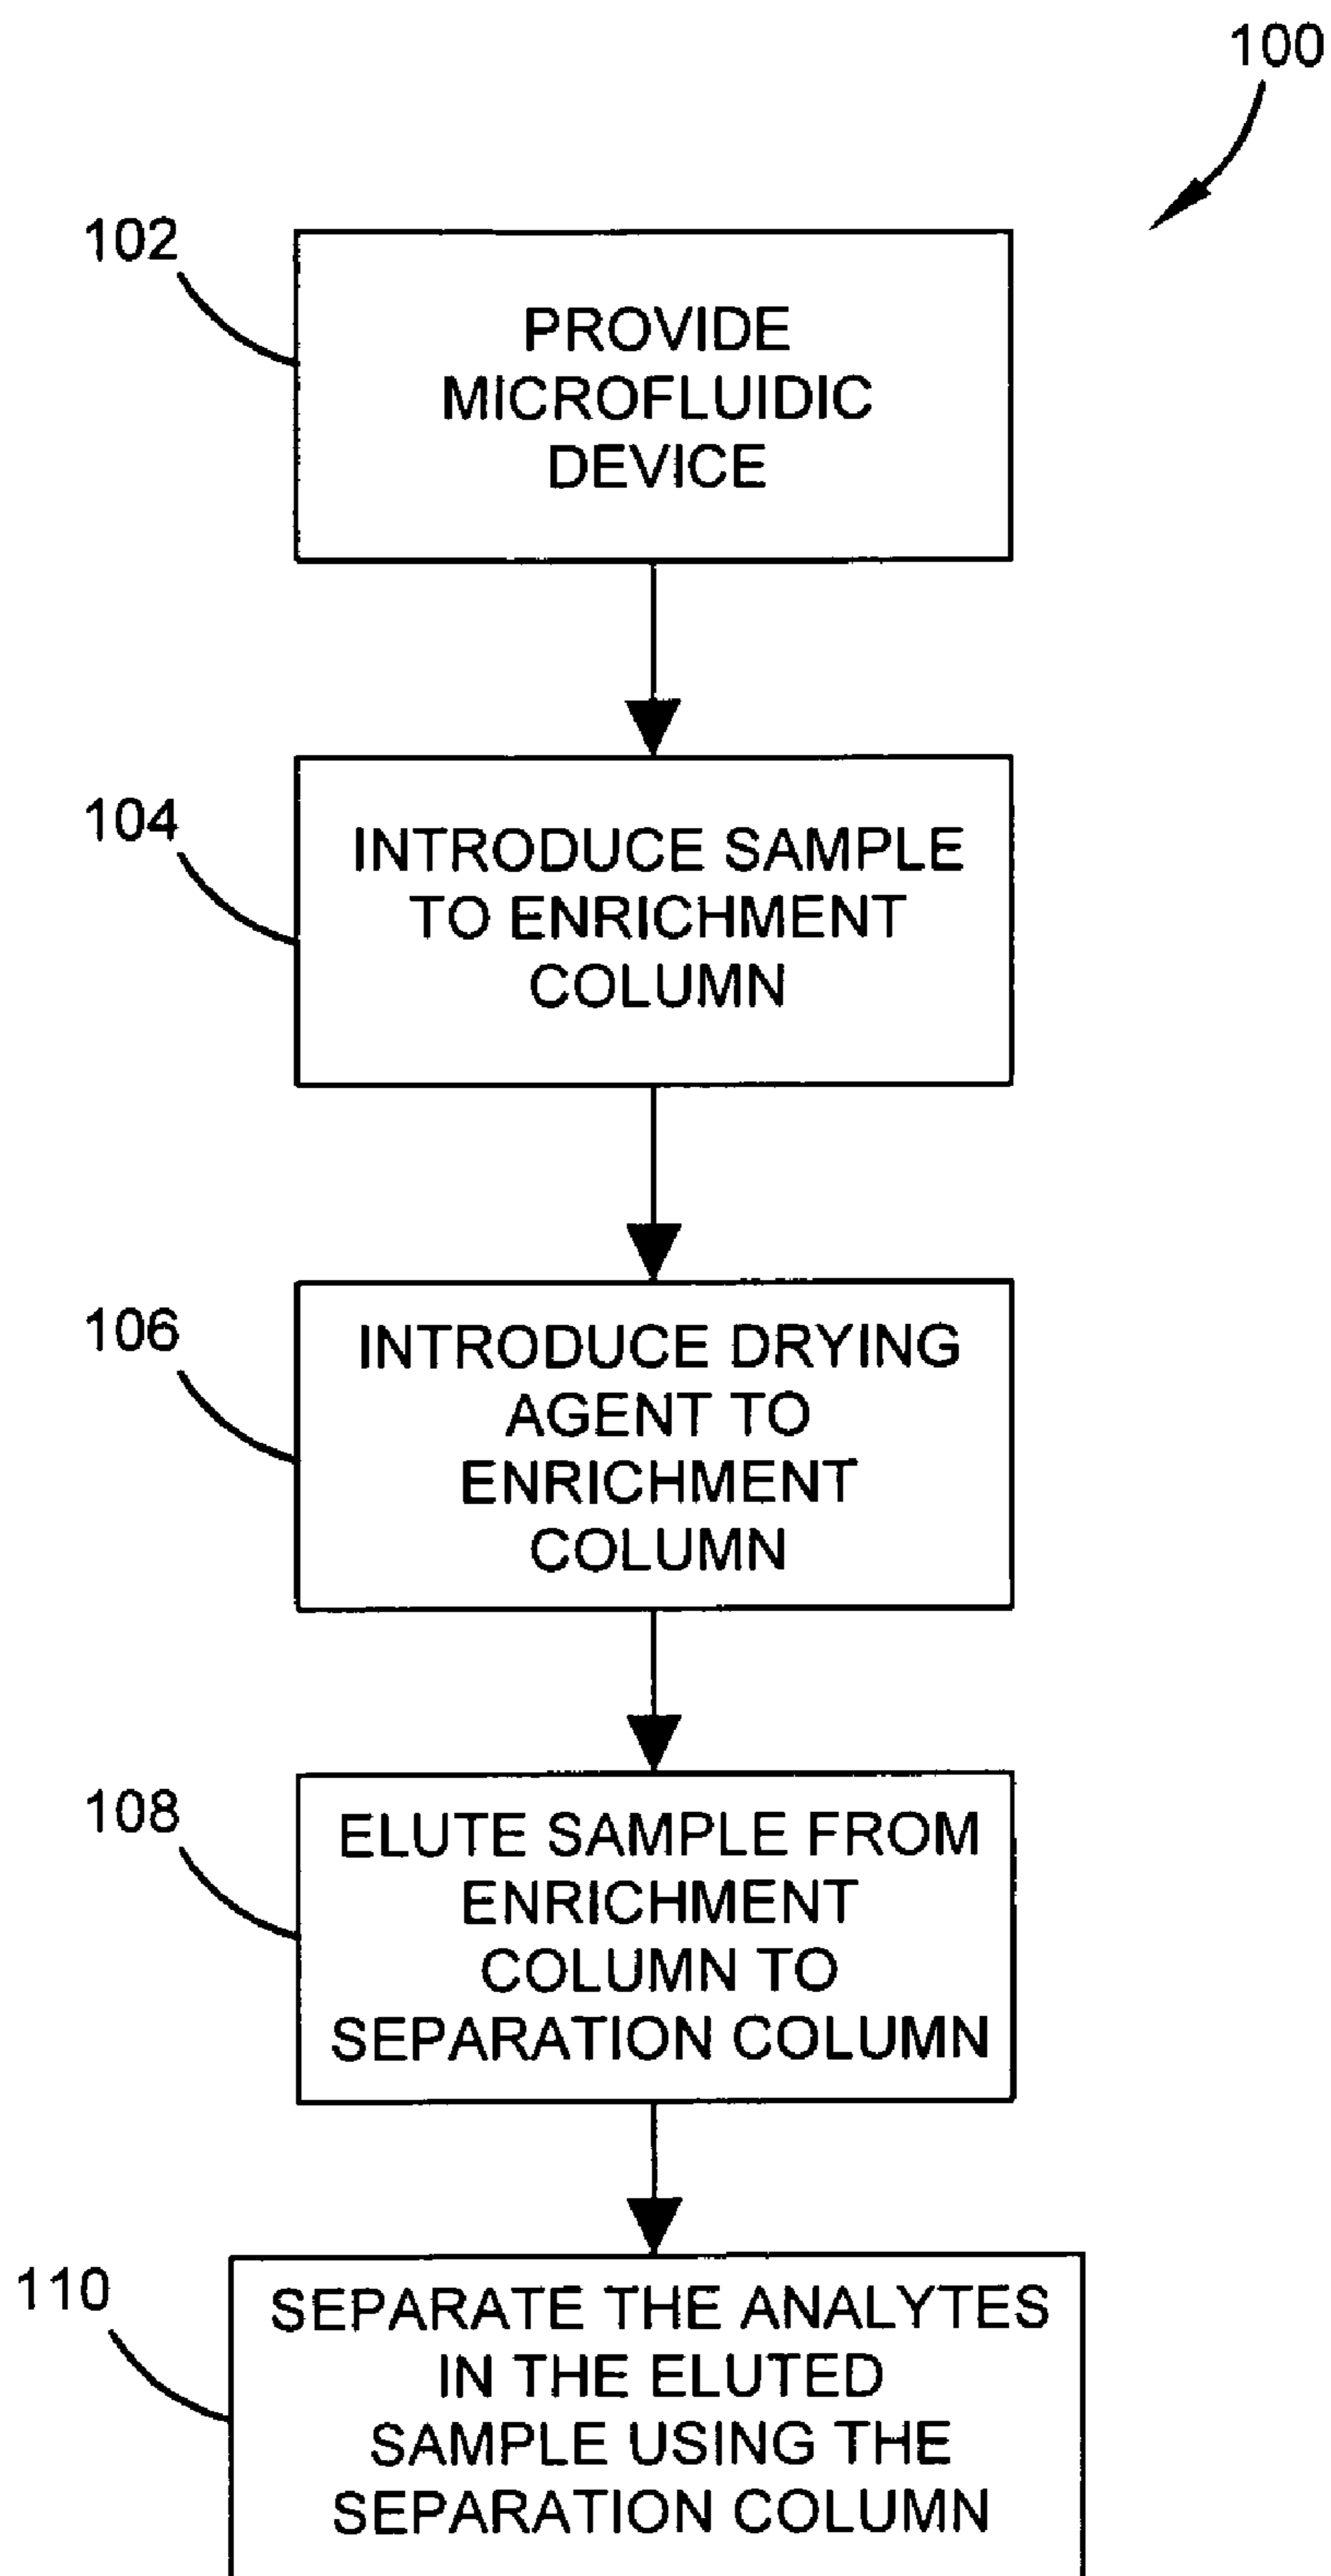 100
102
PROVIDE
MICROFLUIDIC
DEVICE
104
INTRODUCE SAMPLE
TO ENRICHMENT
COLUMN
106
INTRODUCE DRYING
AGENT TO
ENRICHMENT
COLUMN
108
ELUTE SAMPLE FROM
ENRICHMENT
COLUMN TO
SEPARATION COLUMN
110
SEPARATE THE ANALYTES
IN THE ELUTED
SAMPLE USING THE
SEPARATION COLUMN